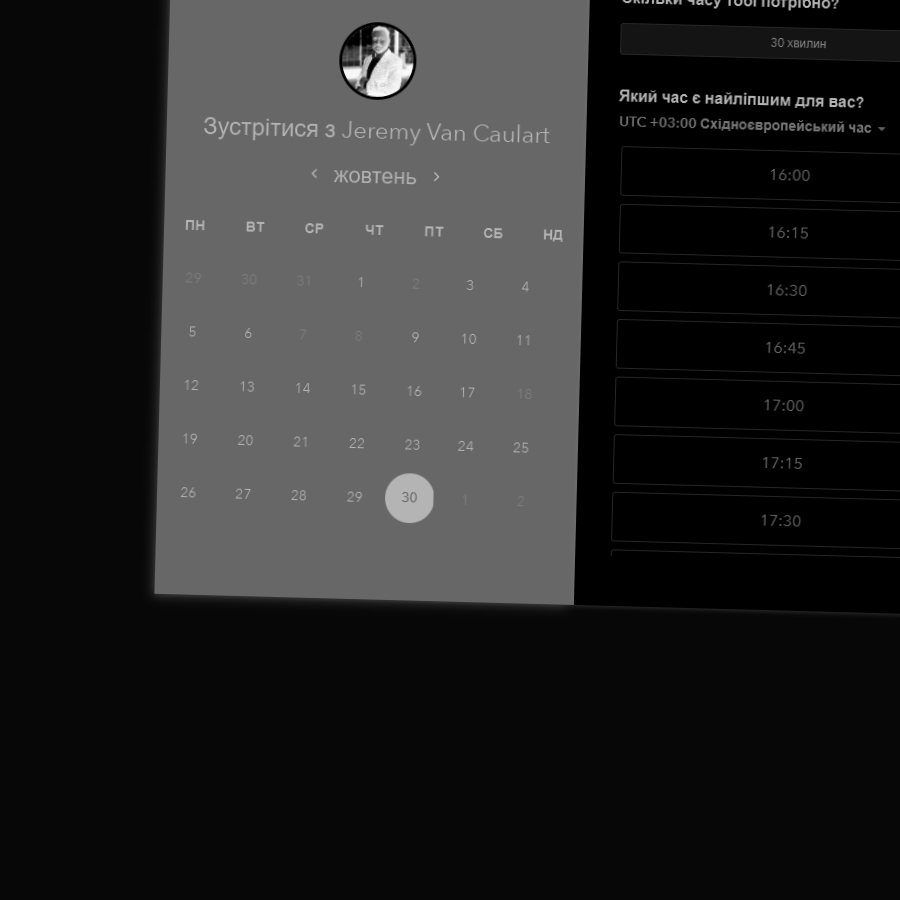 Зустрітися з Jeremy Van Caulart
жовтень
ПН ВТ СР ЧТ ПТ СБ НД
29 30 31 1 2 3 4
5 6 7 8 9 10 11
12 13 14 15 16 17 18
19 20 21 22 23 24 25
26 27 28 29 30 1 2
Скільки часу тобі потрібно?
30 хвилин
Який час є найліпшим для вас?
UTC +03:00 Східноєвропейський час
16:00
16:15
16:30
16:45
17:00
17:15
17:30